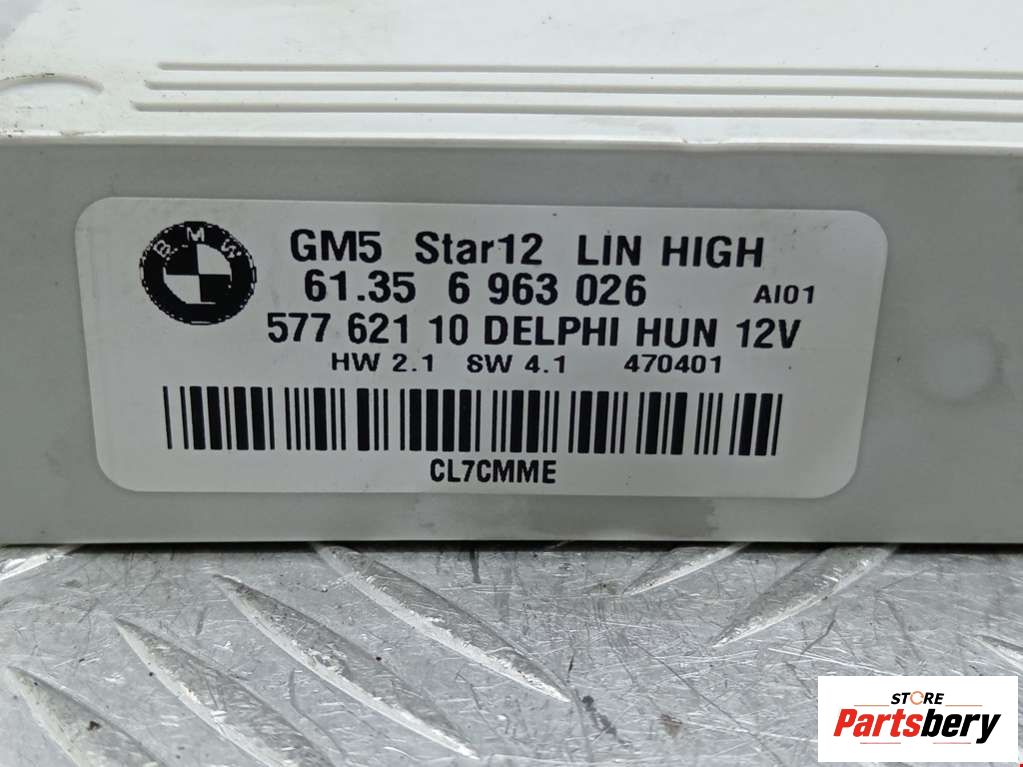 BMW
GM5 Star12 LIN HIGH
61.35 6 963 026 AI01
577 621 10 DELPHI HUN 12V
HW 2.1 SW 4.1 470401
CL7CMME
STORE
Partsbery